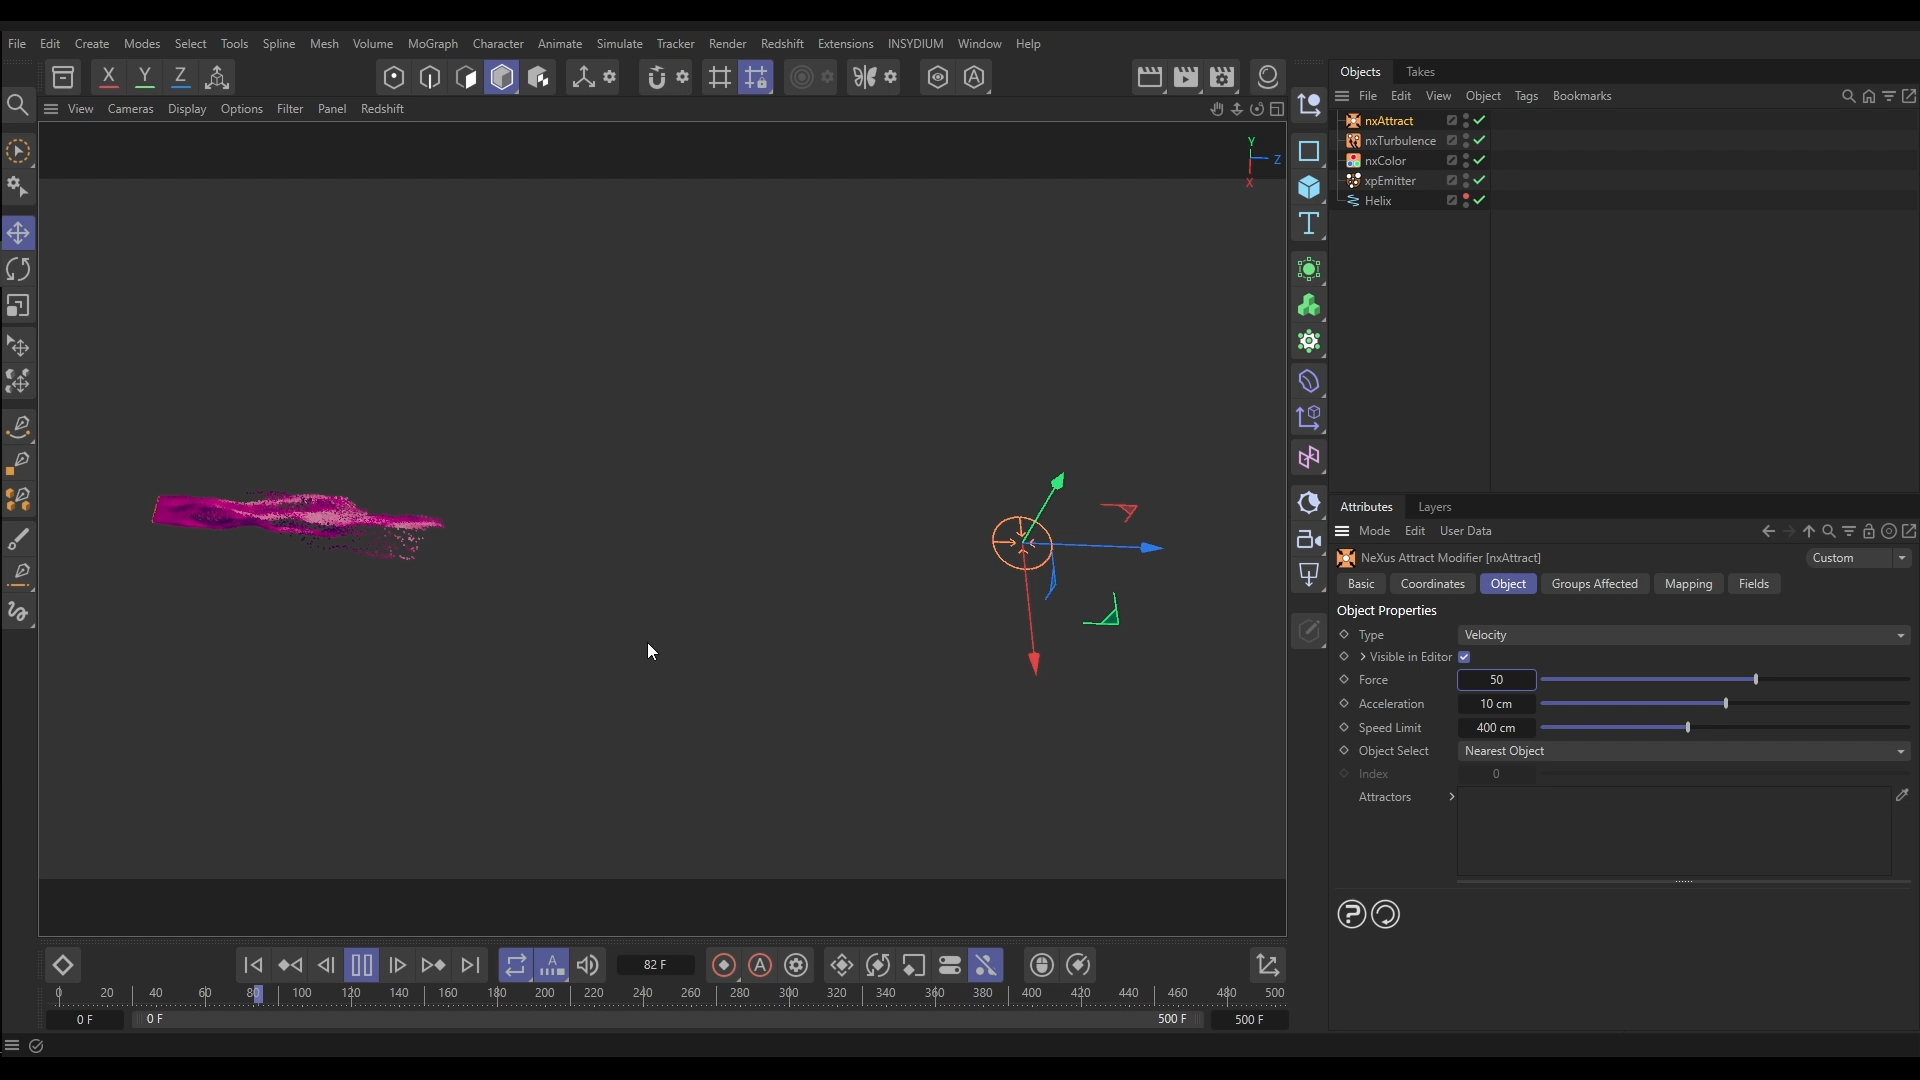 File Edit Create Modes Select Tools Spline Mesh Volume MoGraph Character Animate Simulate Tracker Render Redshift Extensions INSYDIUM Window Help
X Y Z
View Cameras Display Options Filter Panel Redshift
Y
Z
X
Objects Takes
File Edit View Object Tags Bookmarks
nxAttract
nxTurbulence
nxColor
xpEmitter
Helix
Attributes Layers
Mode Edit User Data
NeXus Attract Modifier [nxAttract] Custom
Basic Coordinates Object Groups Affected Mapping Fields
Object Properties
Type Velocity
Visible in Editor
Force 50
Acceleration 10 cm
Speed Limit 400 cm
Object Select Nearest Object
Index 0
Attractors
82 F
0 20 40 60 80 100 120 140 160 180 200 220 240 260 280 300 320 340 360 380 400 420 440 460 480 500
0 F 0 F 500 F 500 F